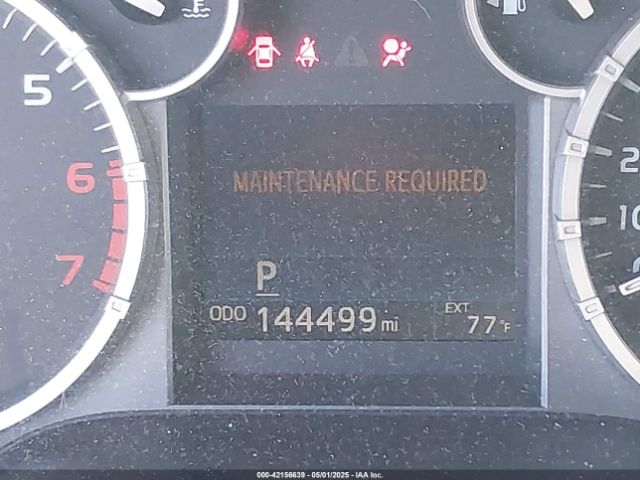 5
6
7
MAINTENANCE REQUIRED
P
ODO 144499 mi
EXT 77°F
000-42156639 - 05/01/2025 - IAA Inc.